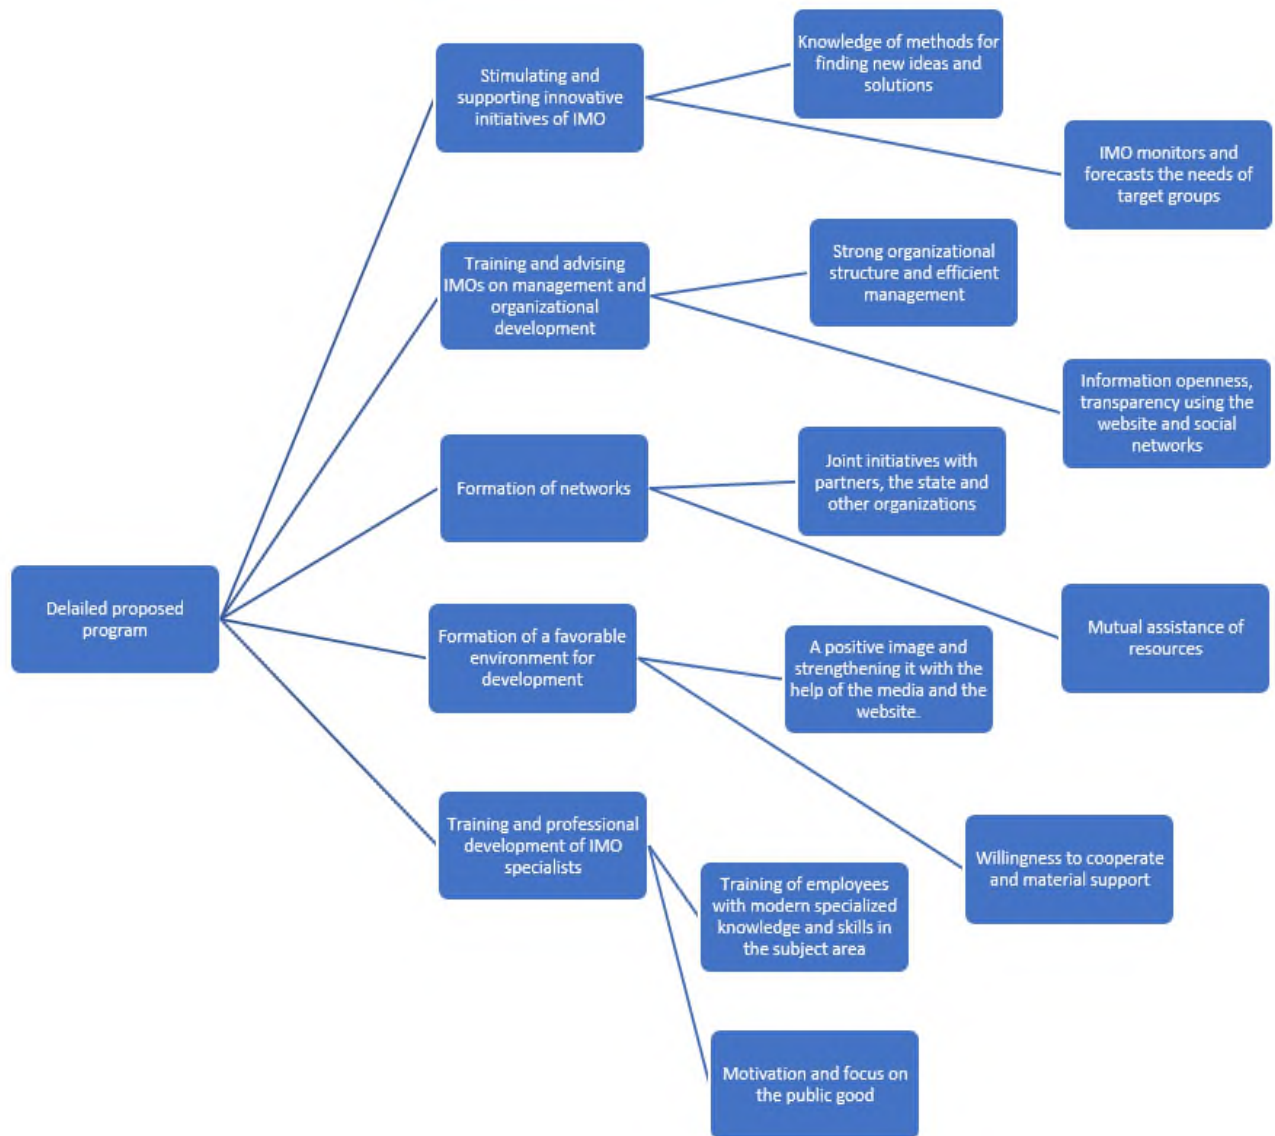 Knowledge of methods for
finding new ideas and
solutions
Stimulating and
supporting innovative
initiatives of IMO
IMO monitors and
forecasts the needs of
target groups
Strong organizational
structure and efficient
management
Training and advising
IMOs on management and
organizational
development
Information openness,
transparency using the
website and social
networks
Joint initiatives with
partners, the state and
other organizations
Formation of networks
Mutual assistance of
resources
Delailed proposed
program
Formation of a favorable
environment for
development
A positive image and
strengthening it with the
help of the media and the
website.
Willingness to cooperate
and material support
Training and professional
development of IMO
specialists
Training of employees
with modern specialized
knowledge and skills in
the subject area
Motivation and focus on
the public good